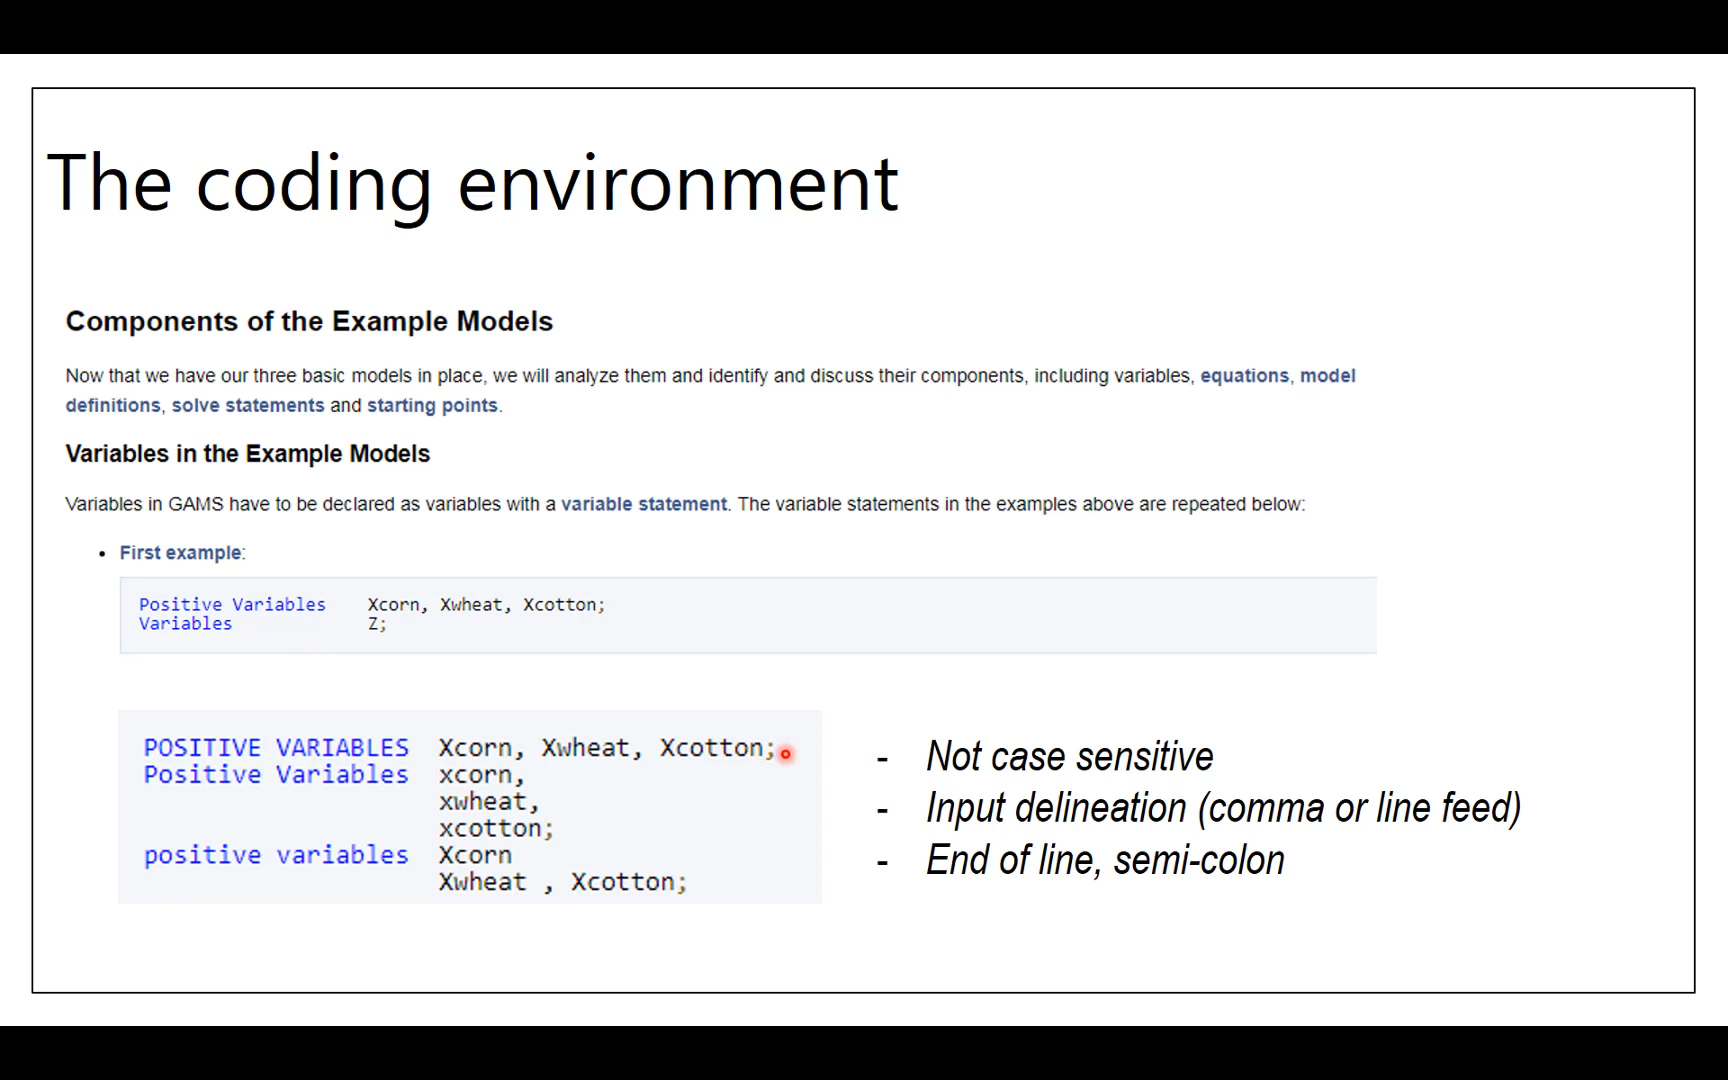 The coding environment
Components of the Example Models
Now that we have our three basic models in place, we will analyze them and identify and discuss their components, including variables, equations, model
definitions, solve statements and starting points.
Variables in the Example Models
Variables in GAMS have to be declared as variables with a variable statement. The variable statements in the examples above are repeated below:
• First example:
Positive Variables Xcorn, Xwheat, Xcotton;
Variables Z;
POSITIVE VARIABLES Xcorn, Xwheat, Xcotton;
Positive Variables xcorn,
xwheat,
xcotton;
positive variables Xcorn
Xwheat , Xcotton;
- Not case sensitive
- Input delineation (comma or line feed)
- End of line, semi-colon